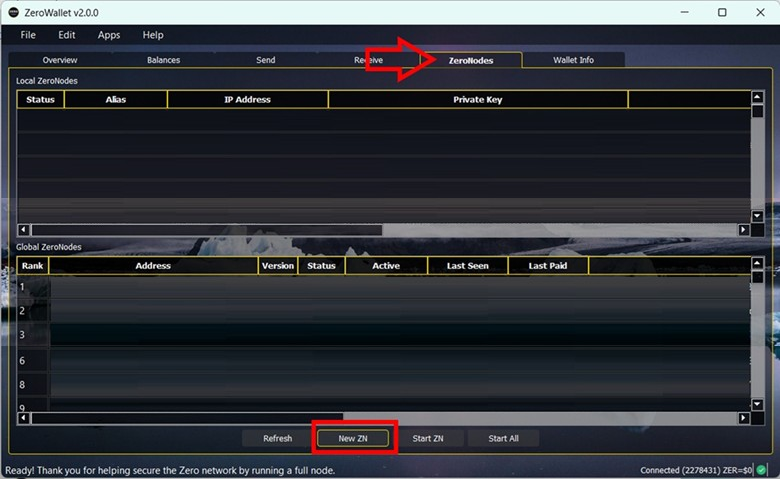 ZeroWallet v2.0.0
File Edit Apps Help
Overview Balances Send Receive ZeroNodes Wallet Info
Local ZeroNodes
Status Alias IP Address Private Key
Global ZeroNodes
Rank Address Version Status Active Last Seen Last Paid
1
2
3
6
8
9
Refresh New ZN Start ZN Start All
Ready! Thank you for helping secure the Zero network by running a full node. Connected (2278431) ZER=$0